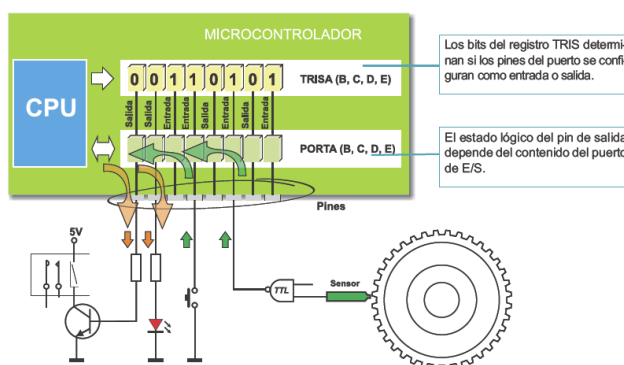 MICROCONTROLADOR
Los bits del registro TRIS determi-
nan si los pines del puerto se confi-
guran como entrada o salida.
CPU
0 0 1 1 0 1 0 1
TRISA (B, C, D, E)
Salida
Salida
Entrada
Entrada
Salida
Entrada
Salida
Entrada
PORTA (B, C, D, E)
El estado lógico del pin de salida
depende del contenido del puerto
de E/S.
Pines
5V
Sensor
TTL